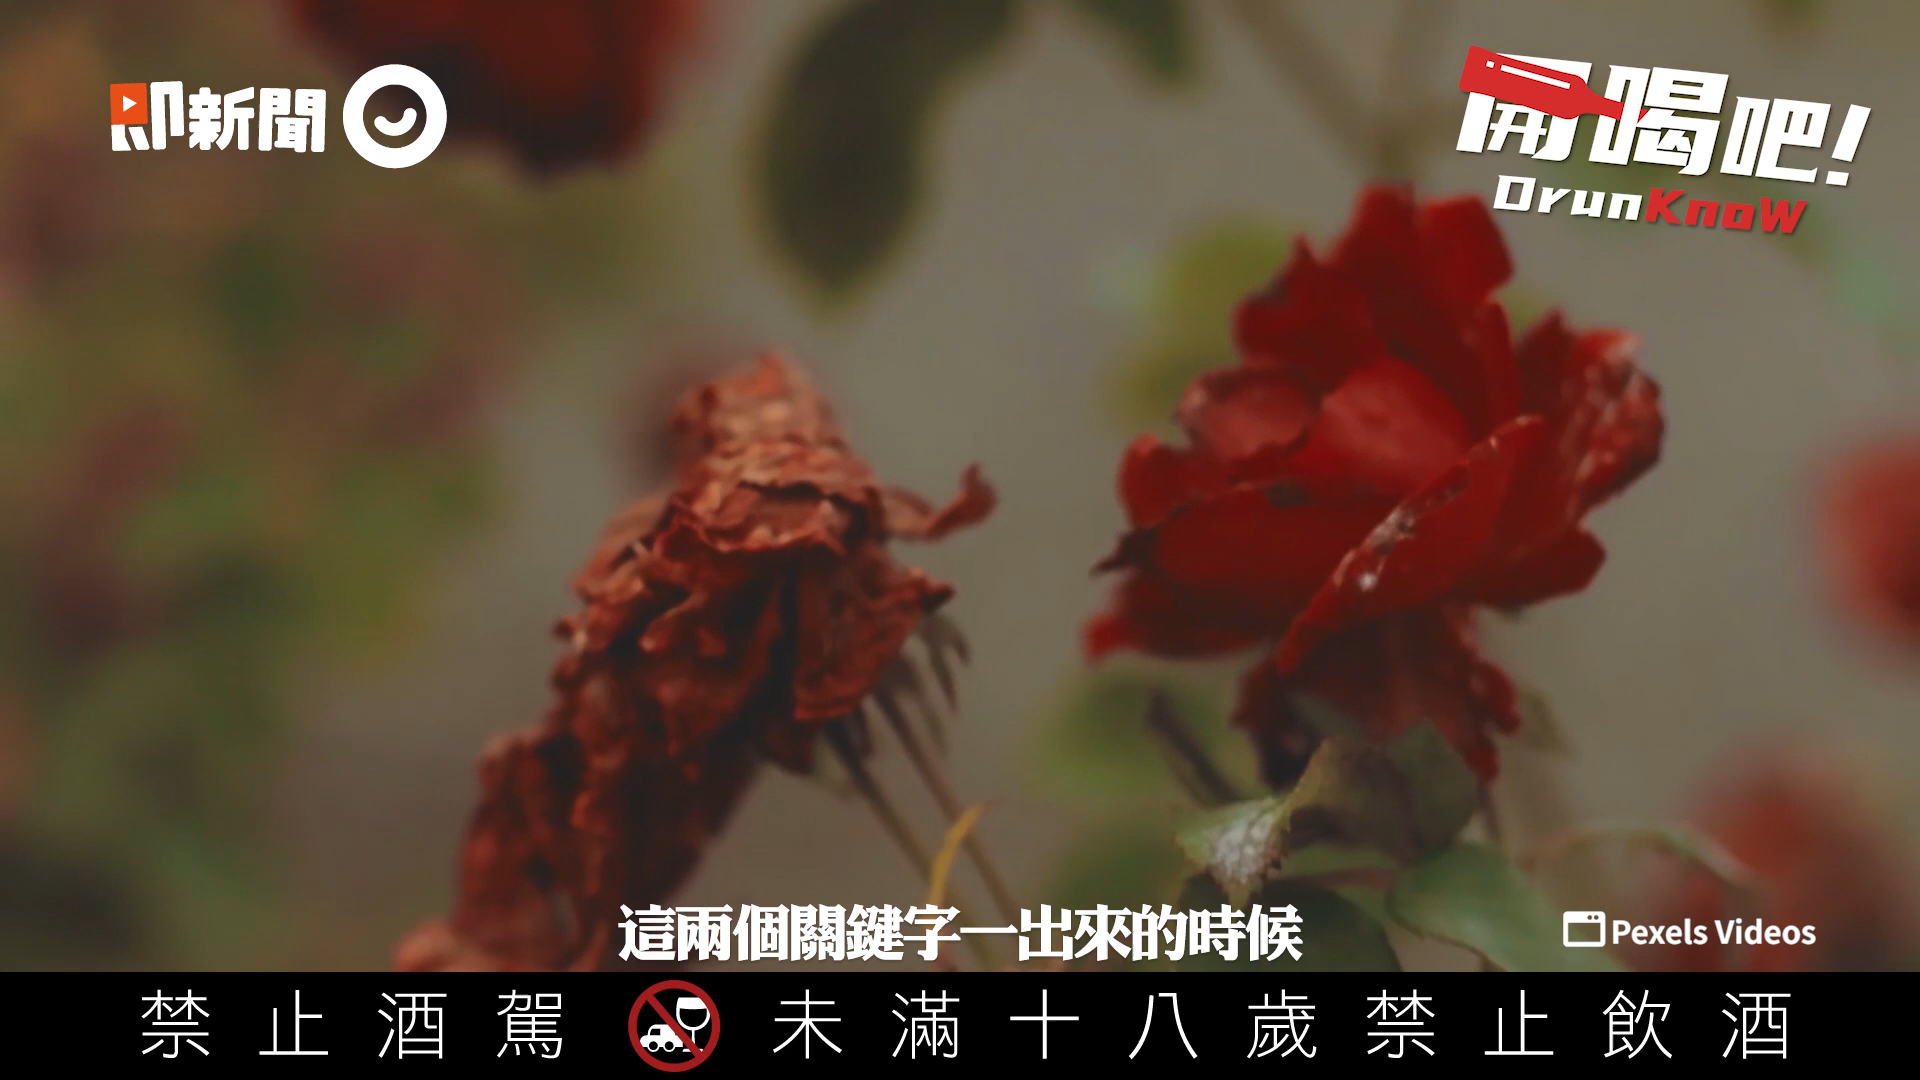 即新聞
開喝吧!
DrunKnoW
這兩個關鍵字一出來的時候
Pexels Videos
禁止酒駕 未滿十八歲禁止飲酒